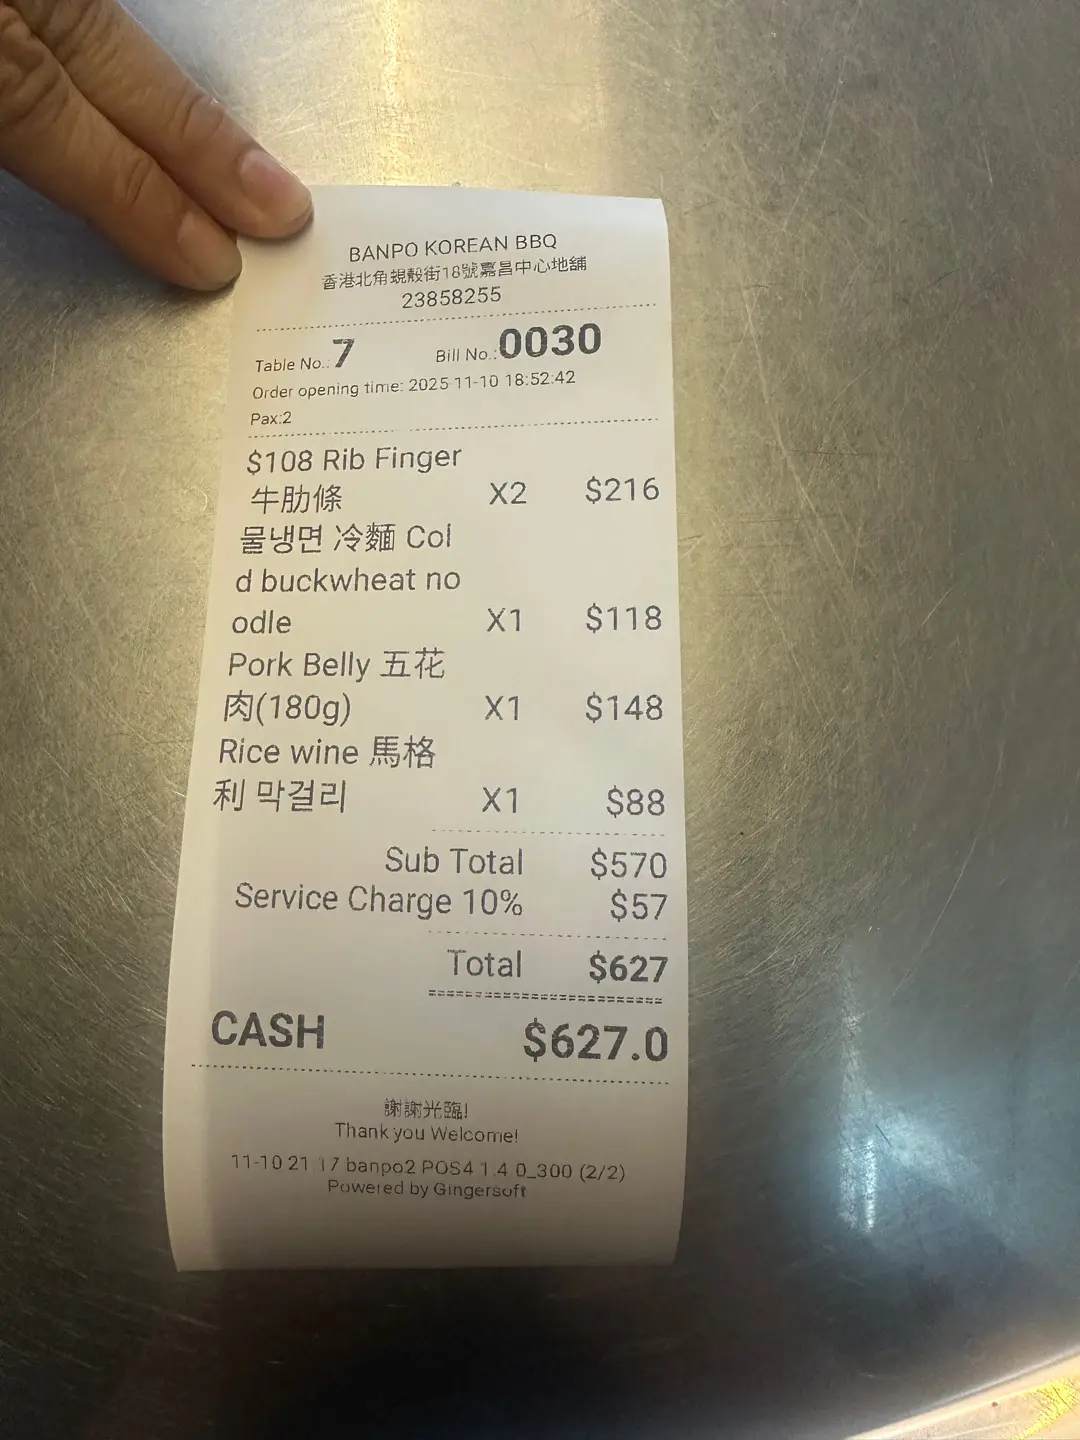 BANPO KOREAN BBQ
香港北角蜆殼街18號嘉昌中心地舖
23858255
Table No.: 7 Bill No.: 0030
Order opening time: 2025-11-10 18:52:42
Pax:2
$108 Rib Finger
牛肋條 X2 $216
물냉면 冷麵 Col
d buckwheat no
odle X1 $118
Pork Belly 五花
肉(180g) X1 $148
Rice wine 馬格
利 막걸리 X1 $88
Sub Total $570
Service Charge 10% $57
Total $627
CASH $627.0
謝謝光臨!
Thank you Welcome!
11-10 21:17 banpo2 POS4 1.4.0_300 (2/2)
Powered by Gingersoft